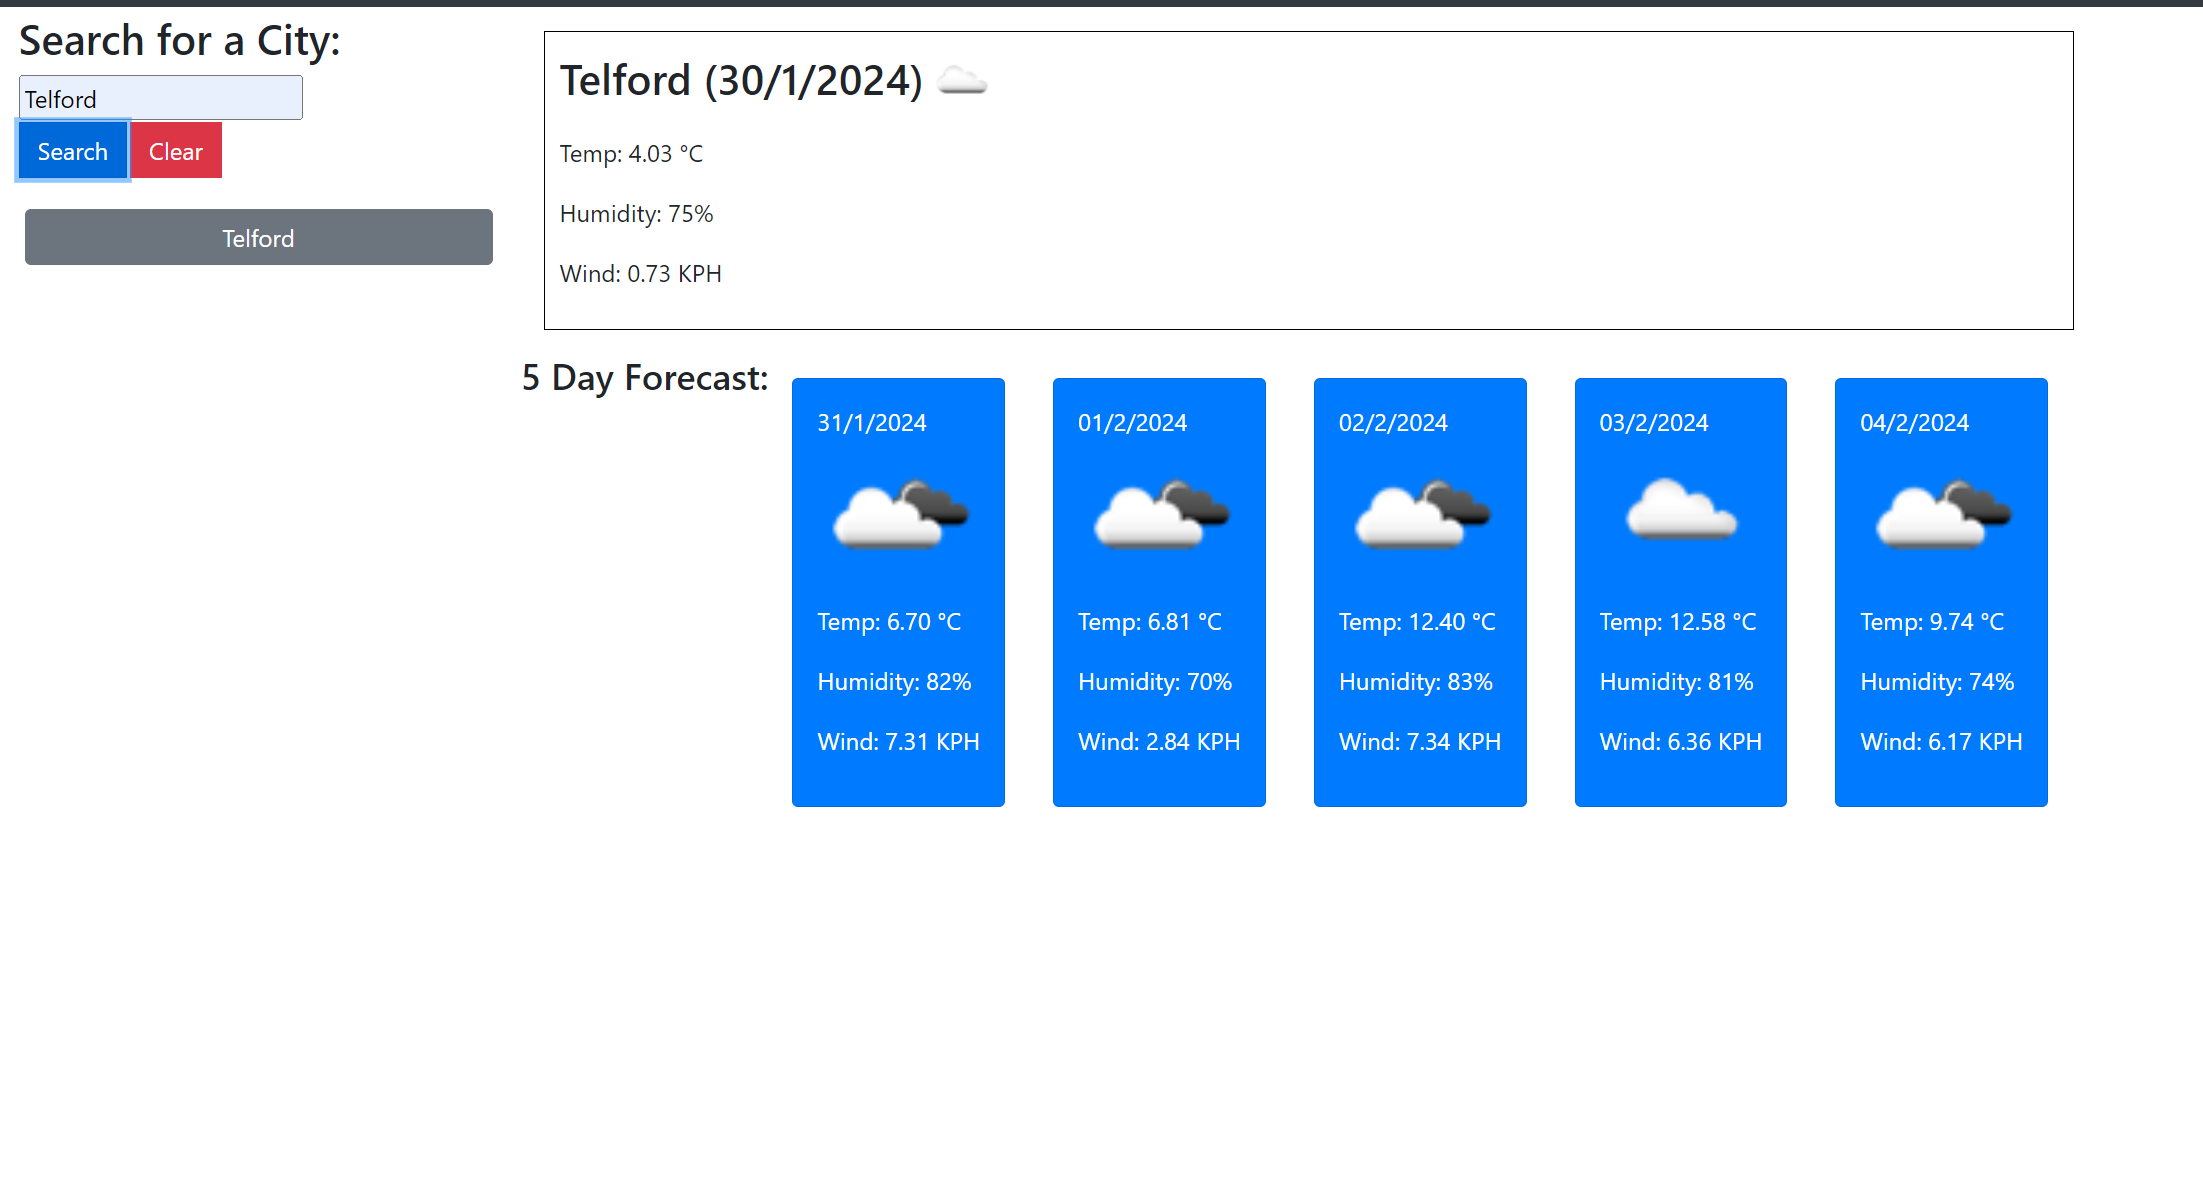 Search for a City:
Telford
Search
Clear
Telford
Telford (30/1/2024)
Temp: 4.03 °C
Humidity: 75%
Wind: 0.73 KPH
5 Day Forecast:
31/1/2024
Temp: 6.70 °C
Humidity: 82%
Wind: 7.31 KPH
01/2/2024
Temp: 6.81 °C
Humidity: 70%
Wind: 2.84 KPH
02/2/2024
Temp: 12.40 °C
Humidity: 83%
Wind: 7.34 KPH
03/2/2024
Temp: 12.58 °C
Humidity: 81%
Wind: 6.36 KPH
04/2/2024
Temp: 9.74 °C
Humidity: 74%
Wind: 6.17 KPH